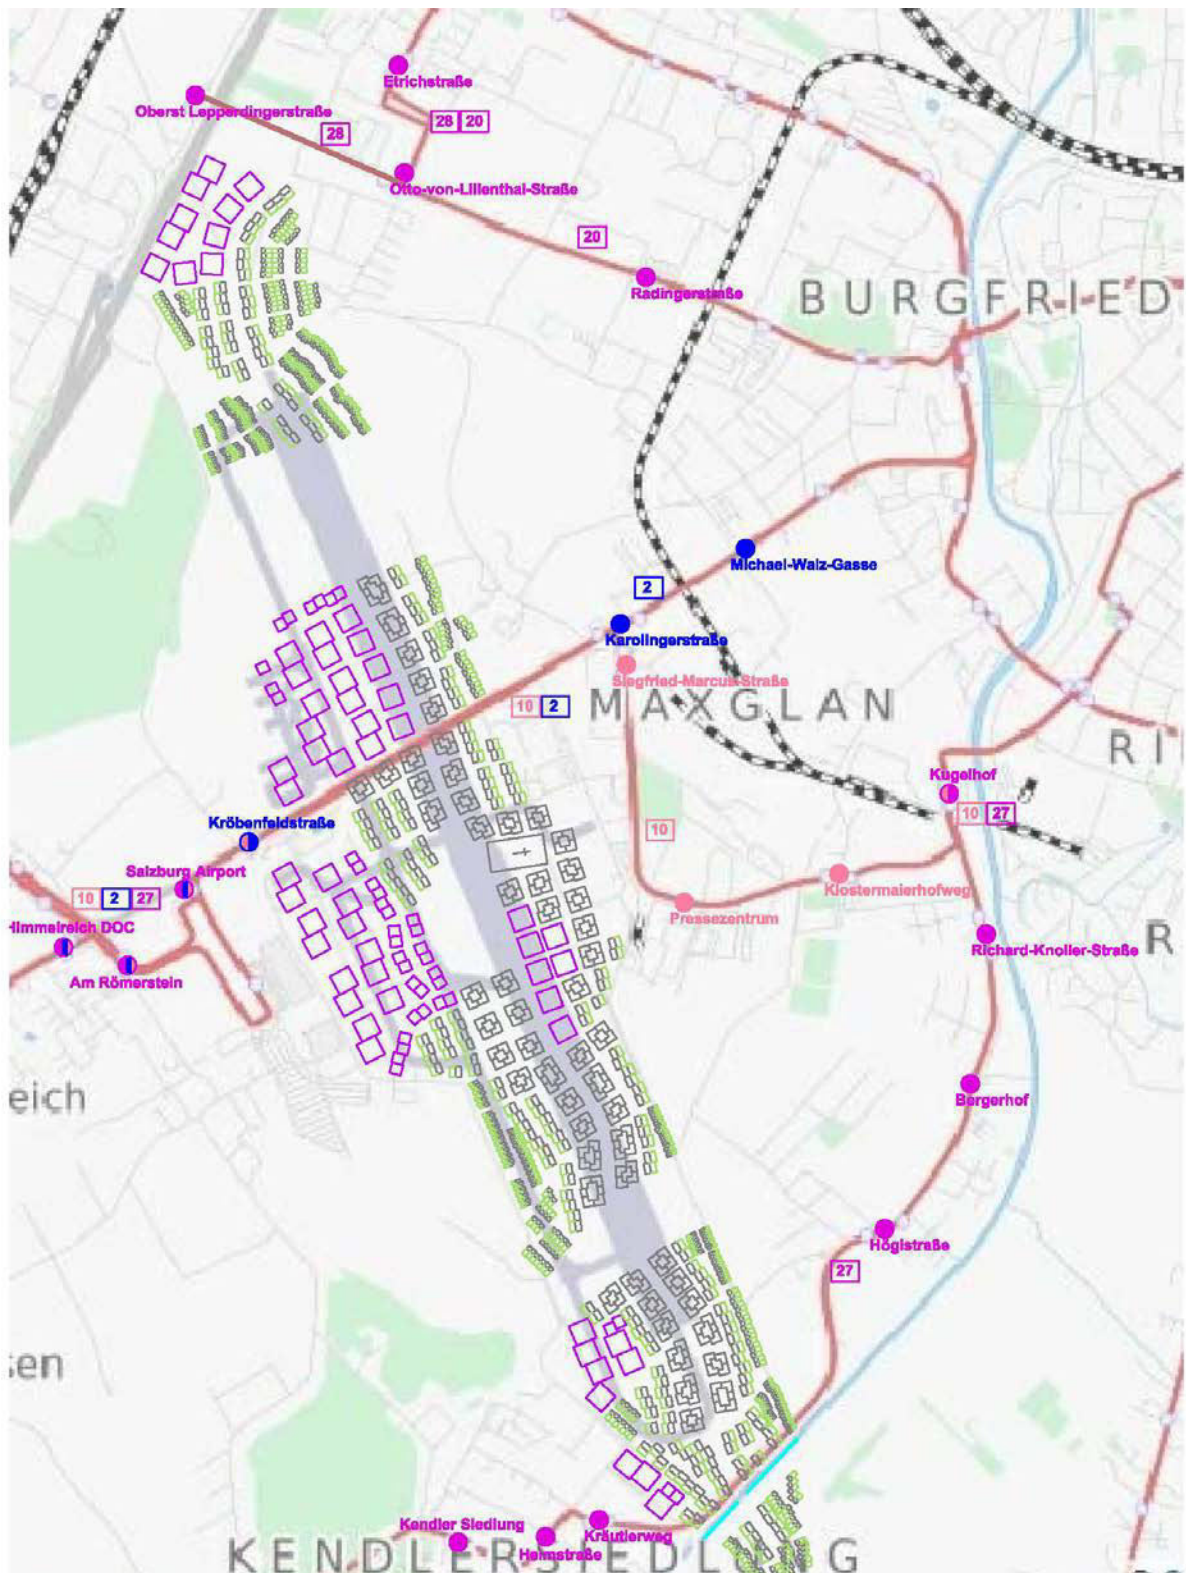 Etrichstraße
Oberst Lepperdingerstraße
28
28 20
Otto-von-Lilienthal-Straße
20
Radingerstraße
BURGFRIED
Michael-Walz-Gasse
2
Karolingerstraße
Siegfried-Marcus-Straße
10 2
MAXGLAN
RI
Kugelhof
10 27
Kröbenfeldstraße
10
Salzburg Airport
Klostermaierhofweg
10 2 27
Pressezentrum
Himmelreich DOC
Richard-Knoller-Straße
R
Am Römerstein
eich
Bergerhof
Höglstraße
27
sen
Kendler Siedlung
Kräutlerweg
Heimstraße
KENDLERSIEDLUNG